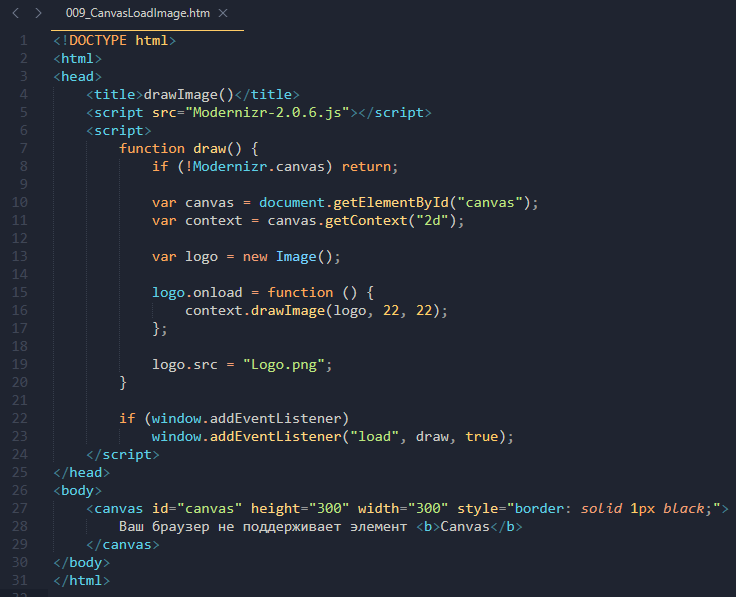 009_CanvasLoadImage.htm
1 <!DOCTYPE html>
2 <html>
3 <head>
4     <title>drawImage()</title>
5     <script src="Modernizr-2.0.6.js"></script>
6     <script>
7         function draw() {
8             if (!Modernizr.canvas) return;
9
10             var canvas = document.getElementById("canvas");
11             var context = canvas.getContext("2d");
12
13             var logo = new Image();
14
15             logo.onload = function () {
16                 context.drawImage(logo, 22, 22);
17             };
18
19             logo.src = "Logo.png";
20         }
21
22         if (window.addEventListener)
23             window.addEventListener("load", draw, true);
24     </script>
25 </head>
26 <body>
27     <canvas id="canvas" height="300" width="300" style="border: solid 1px black;">
28         Ваш браузер не поддерживает элемент <b>Canvas</b>
29     </canvas>
30 </body>
31 </html>
32